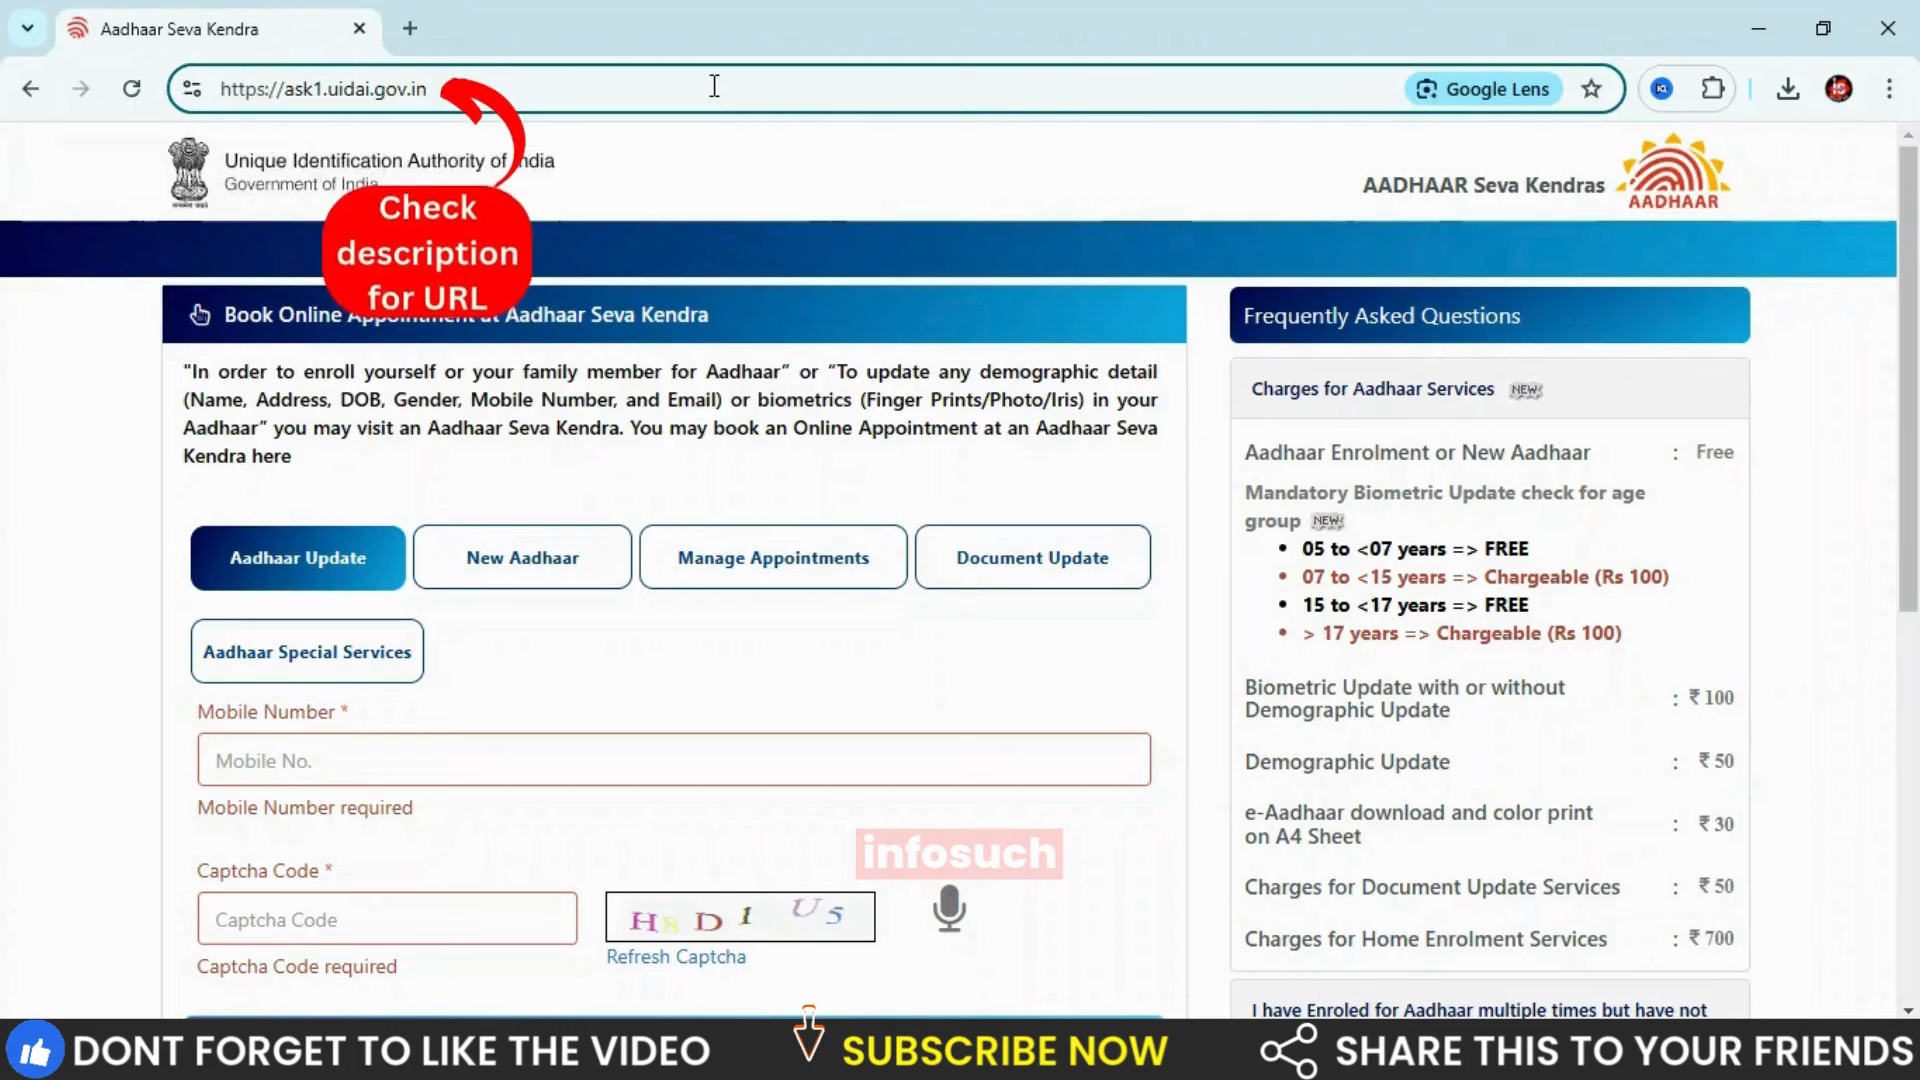 Aadhaar Seva Kendra
https://ask1.uidai.gov.in
Google Lens
Unique Identification Authority of India
Government of India
AADHAAR Seva Kendras
AADHAAR
Check
description
for URL
Book Online Appointment at Aadhaar Seva Kendra
"In order to enroll yourself or your family member for Aadhaar” or “To update any demographic detail
(Name, Address, DOB, Gender, Mobile Number, and Email) or biometrics (Finger Prints/Photo/Iris) in your
Aadhaar” you may visit an Aadhaar Seva Kendra. You may book an Online Appointment at an Aadhaar Seva
Kendra here
Aadhaar Update
New Aadhaar
Manage Appointments
Document Update
Aadhaar Special Services
Mobile Number *
Mobile No.
Mobile Number required
Captcha Code *
Captcha Code
H8D1U5
Refresh Captcha
Captcha Code required
infosuch
Frequently Asked Questions
Charges for Aadhaar Services NEW!
Aadhaar Enrolment or New Aadhaar : Free
Mandatory Biometric Update check for age
group NEW!
• 05 to <07 years => FREE
• 07 to <15 years => Chargeable (Rs 100)
• 15 to <17 years => FREE
• > 17 years => Chargeable (Rs 100)
Biometric Update with or without
Demographic Update : ₹ 100
Demographic Update : ₹ 50
e-Aadhaar download and color print
on A4 Sheet : ₹ 30
Charges for Document Update Services : ₹ 50
Charges for Home Enrolment Services : ₹ 700
I have Enroled for Aadhaar multiple times but have not
DONT FORGET TO LIKE THE VIDEO
SUBSCRIBE NOW
SHARE THIS TO YOUR FRIENDS